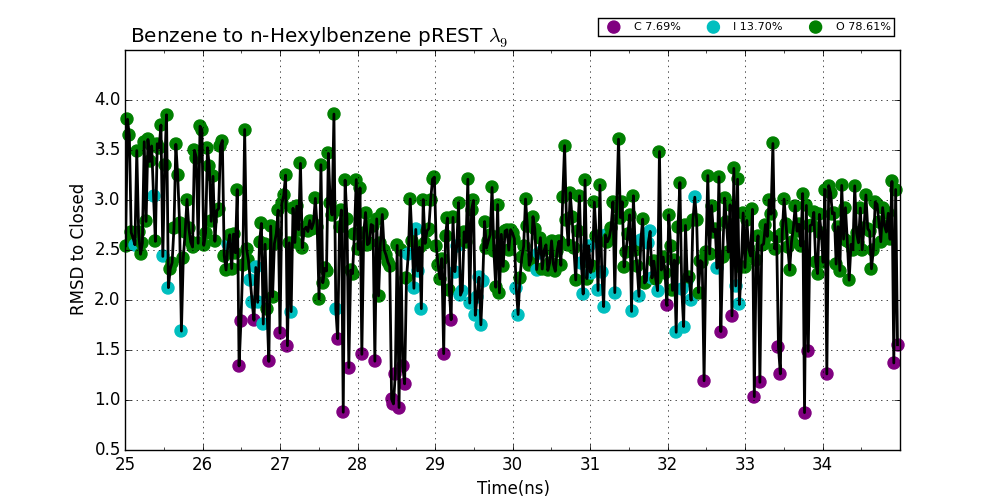 C 7.69% I 13.70% O 78.61%
Benzene to n-Hexylbenzene pREST λ₉
4.0
3.5
3.0
2.5
2.0
1.5
1.0
0.5
RMSD to Closed
25 26 27 28 29 30 31 32 33 34
Time(ns)